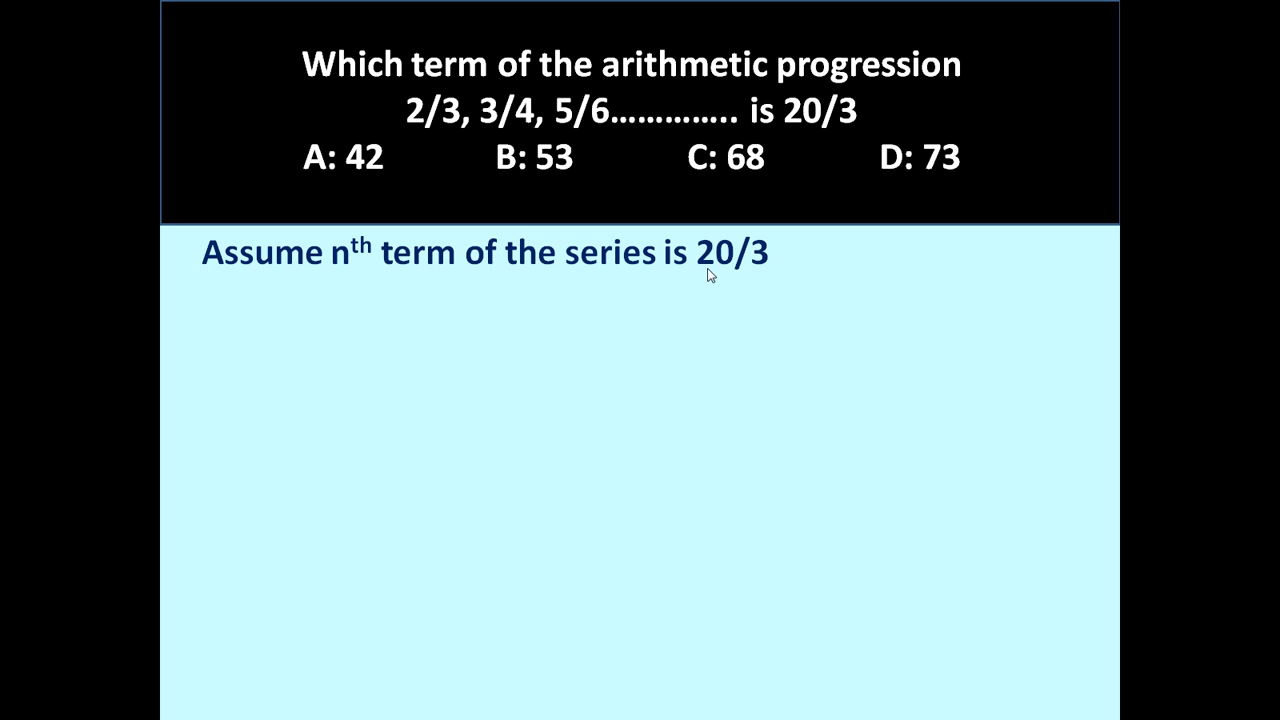 Which term of the arithmetic progression
2/3, 3/4, 5/6………….. is 20/3
A: 42 B: 53 C: 68 D: 73
Assume nth term of the series is 20/3